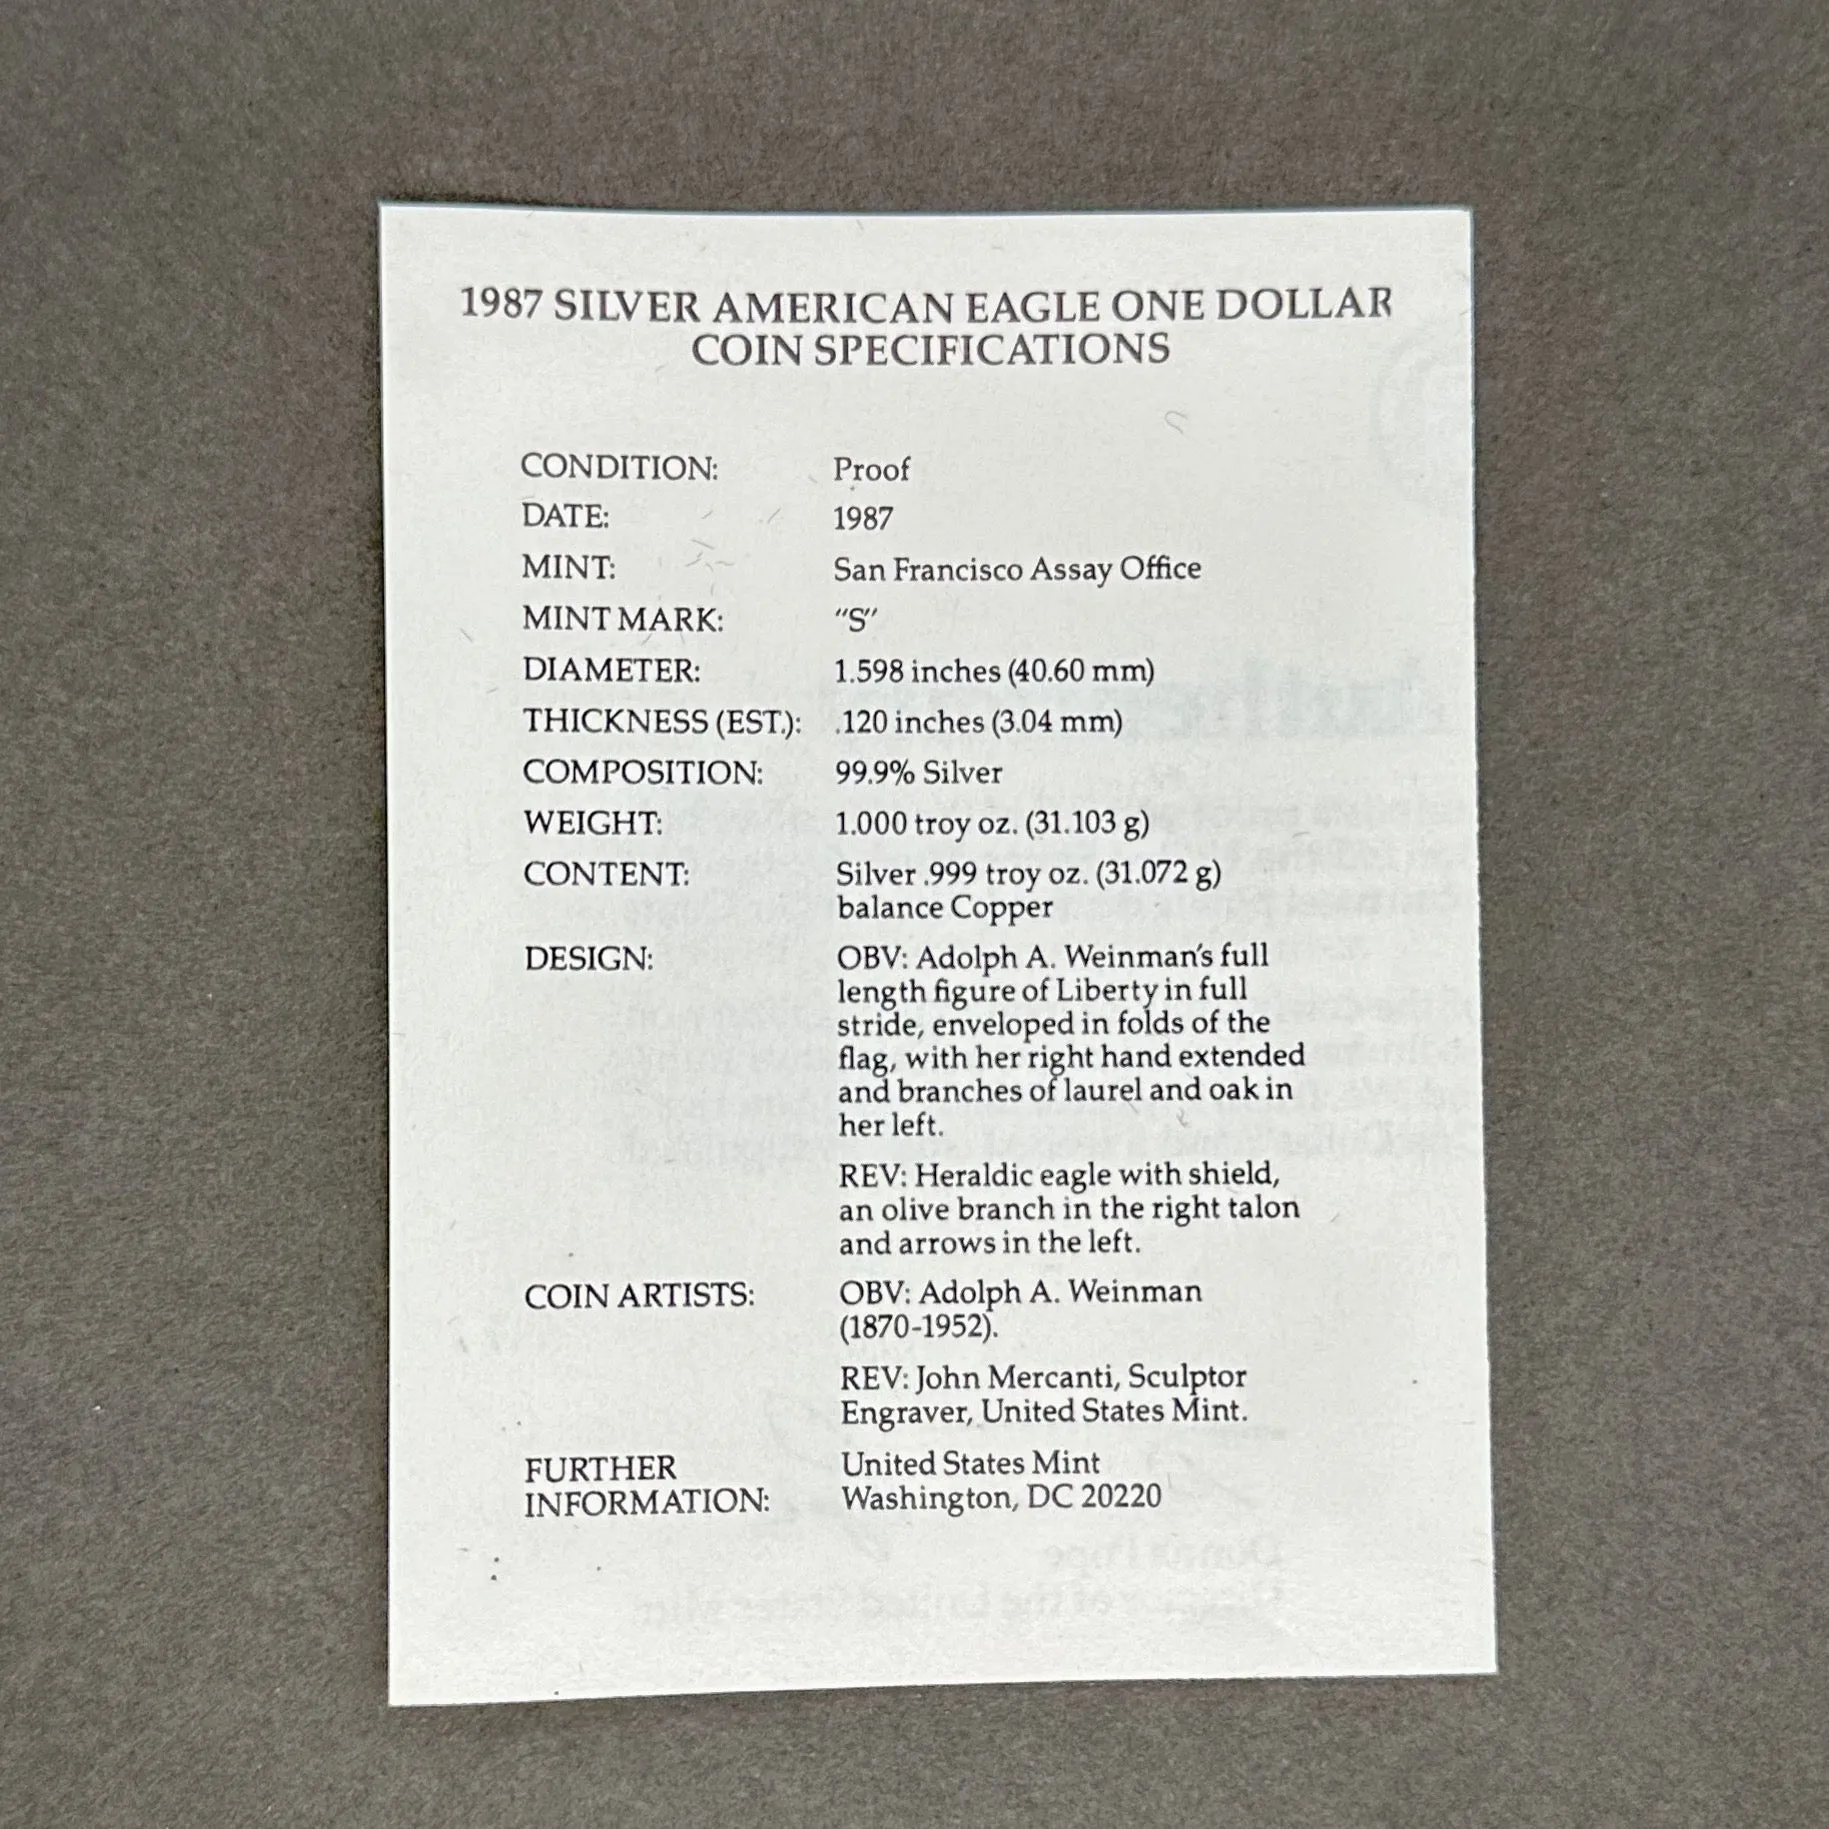 1987 SILVER AMERICAN EAGLE ONE DOLLAR
COIN SPECIFICATIONS
CONDITION: Proof
DATE: 1987
MINT: San Francisco Assay Office
MINT MARK: "S"
DIAMETER: 1.598 inches (40.60 mm)
THICKNESS (EST.): .120 inches (3.04 mm)
COMPOSITION: 99.9% Silver
WEIGHT: 1.000 troy oz. (31.103 g)
CONTENT: Silver .999 troy oz. (31.072 g)
balance Copper
DESIGN: OBV: Adolph A. Weinman's full
length figure of Liberty in full
stride, enveloped in folds of the
flag, with her right hand extended
and branches of laurel and oak in
her left.
REV: Heraldic eagle with shield,
an olive branch in the right talon
and arrows in the left.
COIN ARTISTS: OBV: Adolph A. Weinman
(1870-1952).
REV: John Mercanti, Sculptor
Engraver, United States Mint.
FURTHER INFORMATION: United States Mint
Washington, DC 20220